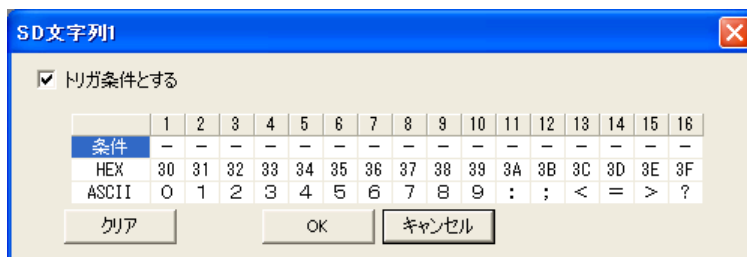 SD文字列1
トリガ条件とする
1 2 3 4 5 6 7 8 9 10 11 12 13 14 15 16
条件 － － － － － － － － － － － － － － － －
HEX 30 31 32 33 34 35 36 37 38 39 3A 3B 3C 3D 3E 3F
ASCII 0 1 2 3 4 5 6 7 8 9 : ; < = > ?
クリア OK キャンセル